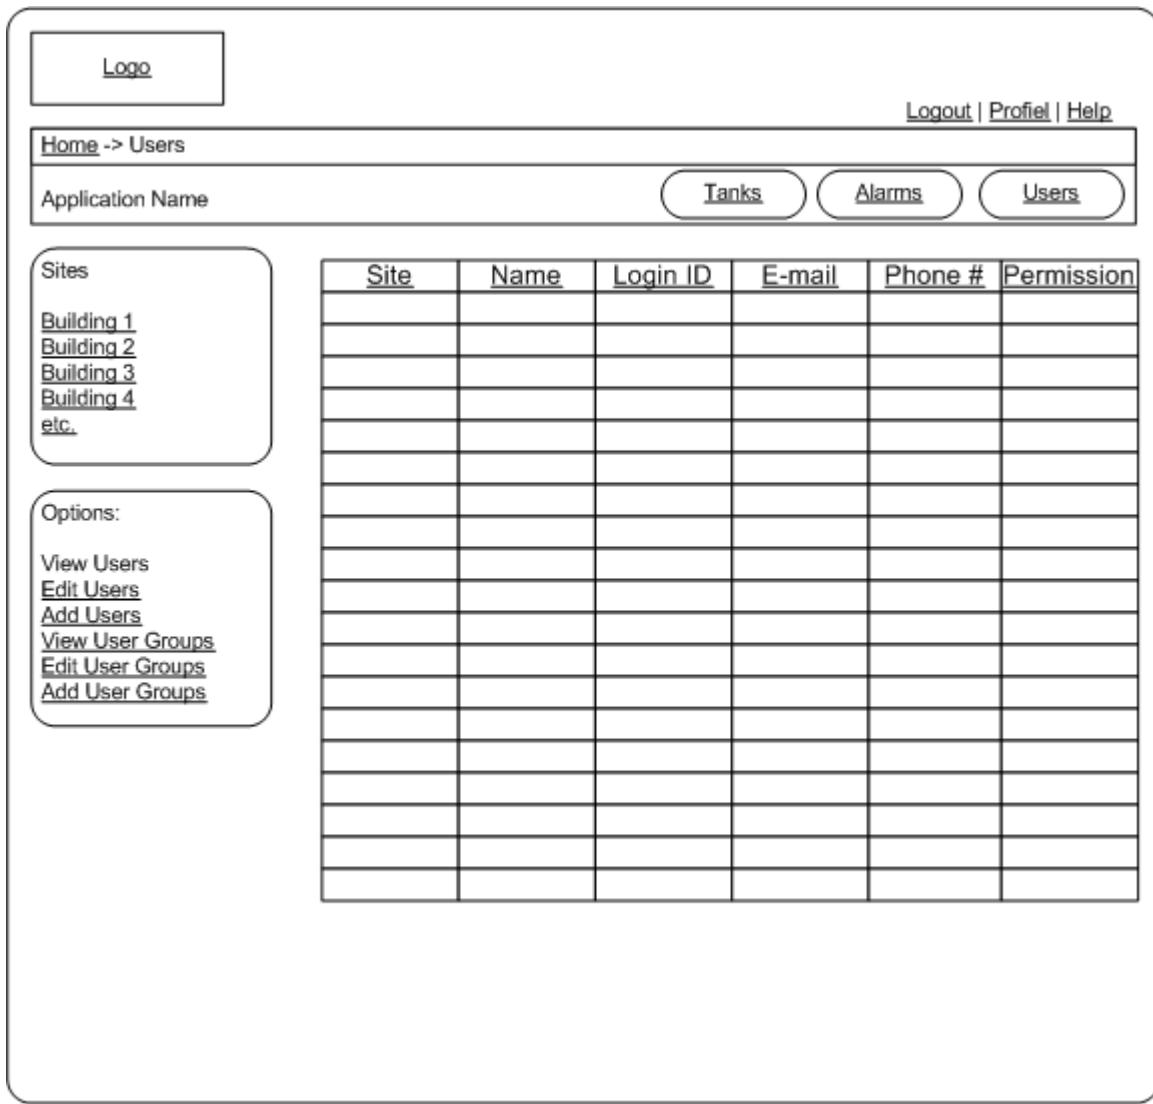 Logo
Logout | Profiel | Help
Home -> Users
Application Name
Tanks
Alarms
Users
Sites
Building 1
Building 2
Building 3
Building 4
etc.
Options:
View Users
Edit Users
Add Users
View User Groups
Edit User Groups
Add User Groups
Site Name Login ID E-mail Phone # Permission